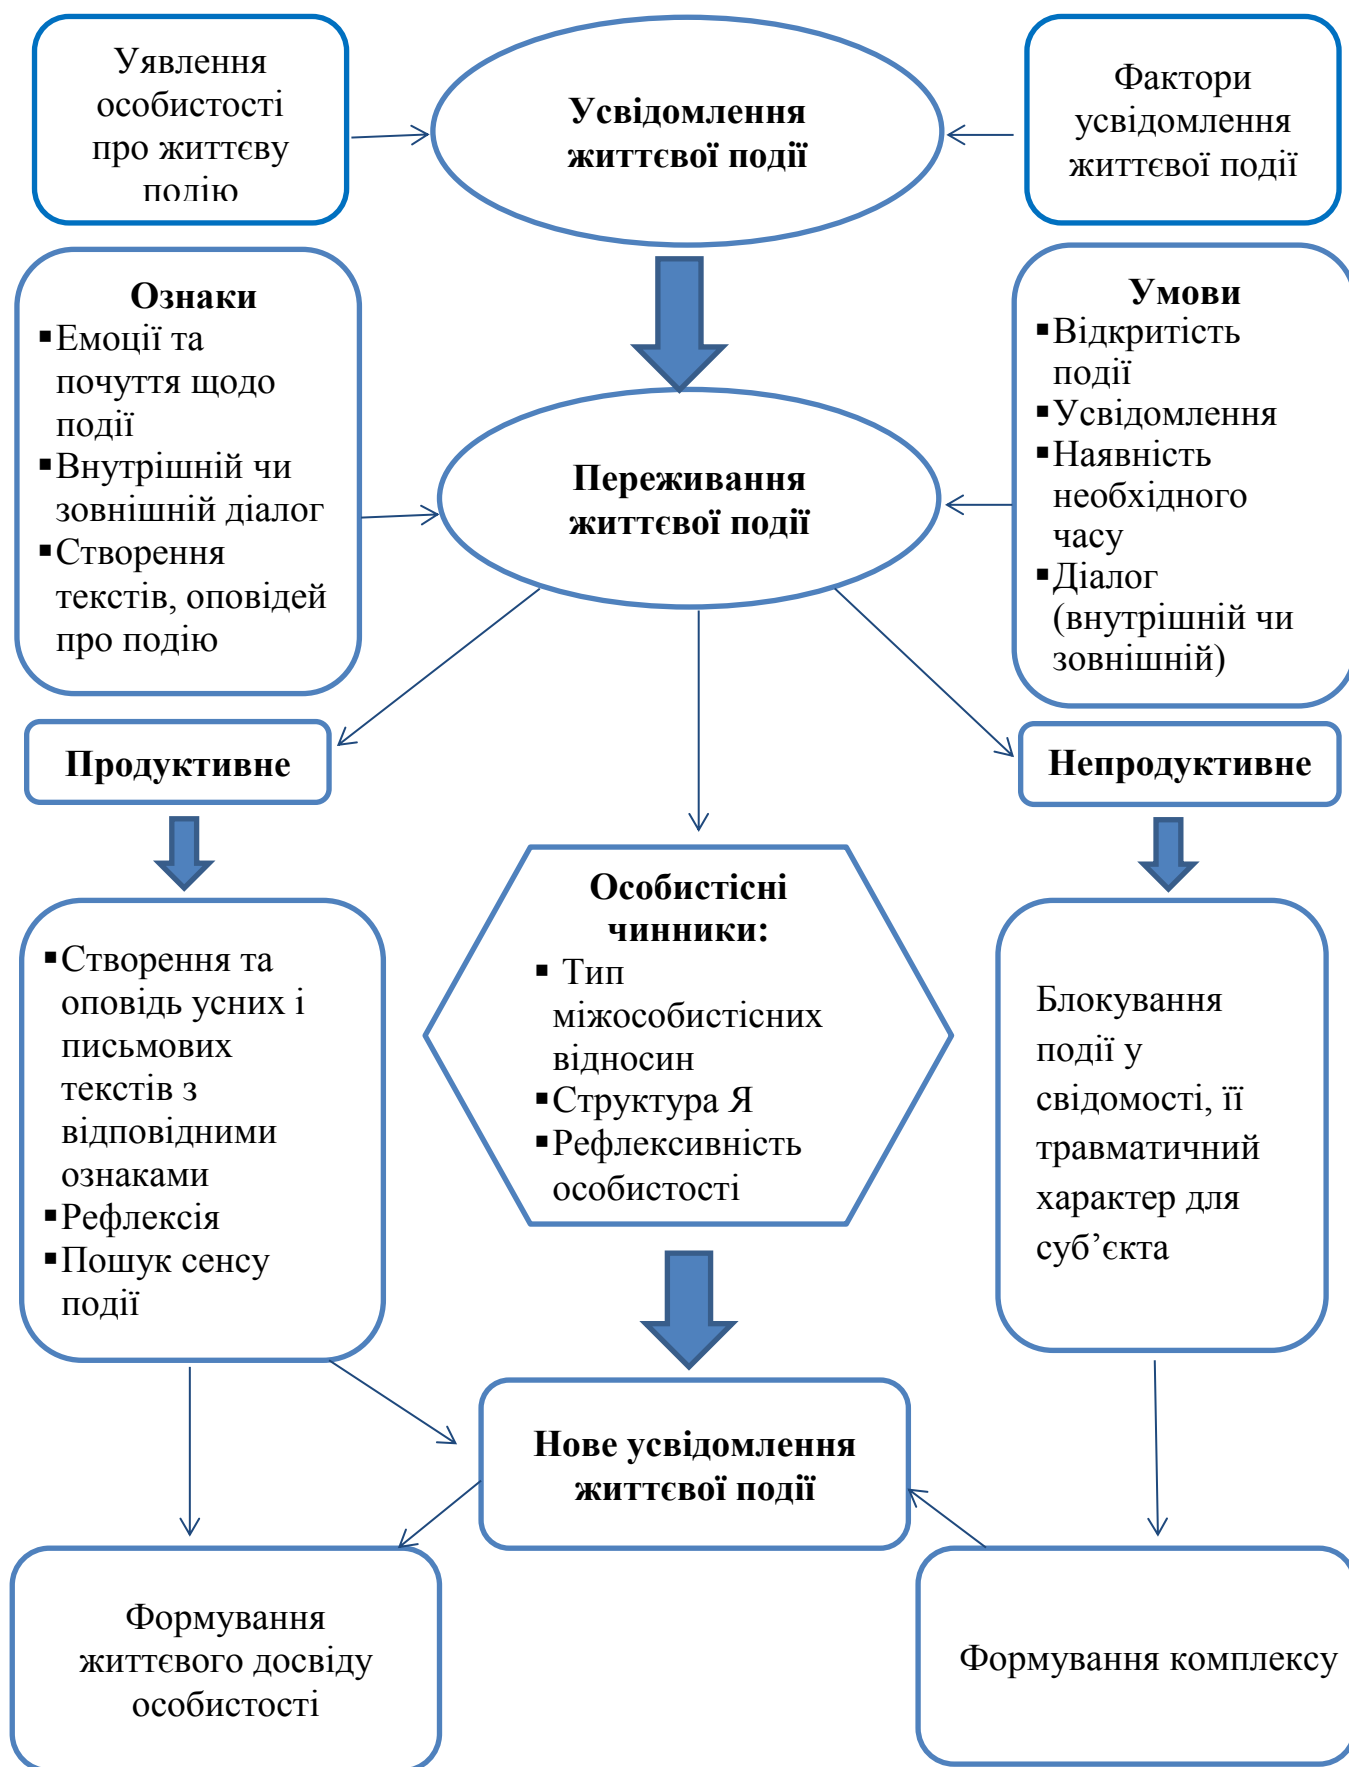 Уявлення
особистості
про життєву
подію
Усвідомлення
життєвої події
Фактори
усвідомлення
життєвої події
Ознаки
▪Емоції та
почуття щодо
події
▪Внутрішній чи
зовнішній діалог
▪Створення
текстів, оповідей
про подію
Переживання
життєвої події
Умови
▪Відкритість
події
▪Усвідомлення
▪Наявність
необхідного
часу
▪Діалог
(внутрішній чи
зовнішній)
Продуктивне
Непродуктивне
▪Створення та
оповідь усних і
письмових
текстів з
відповідними
ознаками
▪Рефлексія
▪Пошук сенсу
події
Особистісні
чинники:
▪ Тип
міжособистісних
відносин
▪Структура Я
▪Рефлексивність
особистості
Блокування
події у
свідомості, її
травматичний
характер для
суб’єкта
Нове усвідомлення
життєвої події
Формування
життєвого досвіду
особистості
Формування комплексу